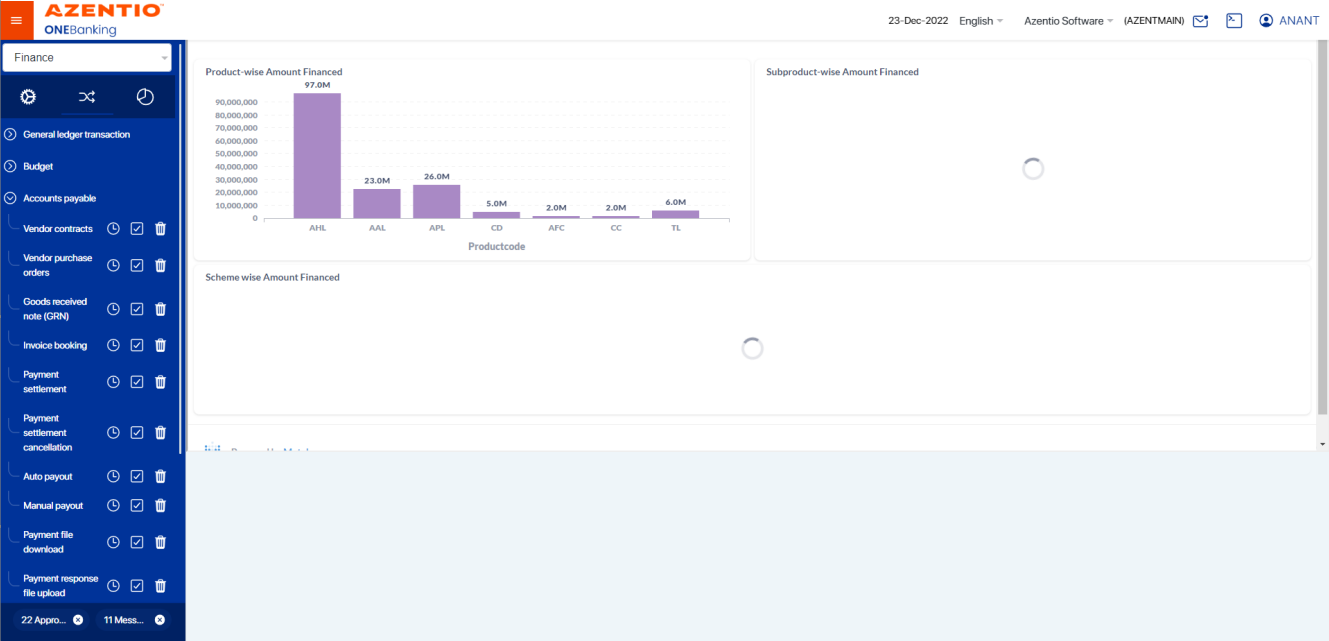 AZENTIO
ONEBanking
23-Dec-2022 English Azentio Software (AZENTMAIN) ANANT
Finance
General ledger transaction
Budget
Accounts payable
Vendor contracts
Vendor purchase
orders
Goods received
note (GRN)
Invoice booking
Payment
settlement
Payment
settlement
cancellation
Auto payout
Manual payout
Payment file
download
Payment response
file upload
22 Appro... 11 Mess...
Product-wise Amount Financed
97.0M
90,000,000
80,000,000
70,000,000
60,000,000
50,000,000
40,000,000
30,000,000
20,000,000
10,000,000
0
23.0M
26.0M
5.0M
2.0M
2.0M
6.0M
AHL AAL APL CD AFC CC TL
Productcode
Subproduct-wise Amount Financed
Scheme wise Amount Financed